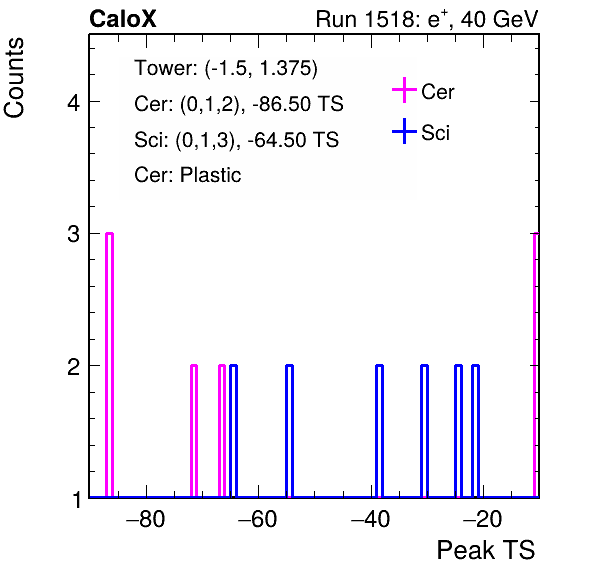 CaloX
Run 1518: e⁺, 40 GeV
Counts
Tower: (-1.5, 1.375)
Cer: (0,1,2), -86.50 TS
Sci: (0,1,3), -64.50 TS
Cer: Plastic
Cer
Sci
4
3
2
1
−80 −60 −40 −20
Peak TS